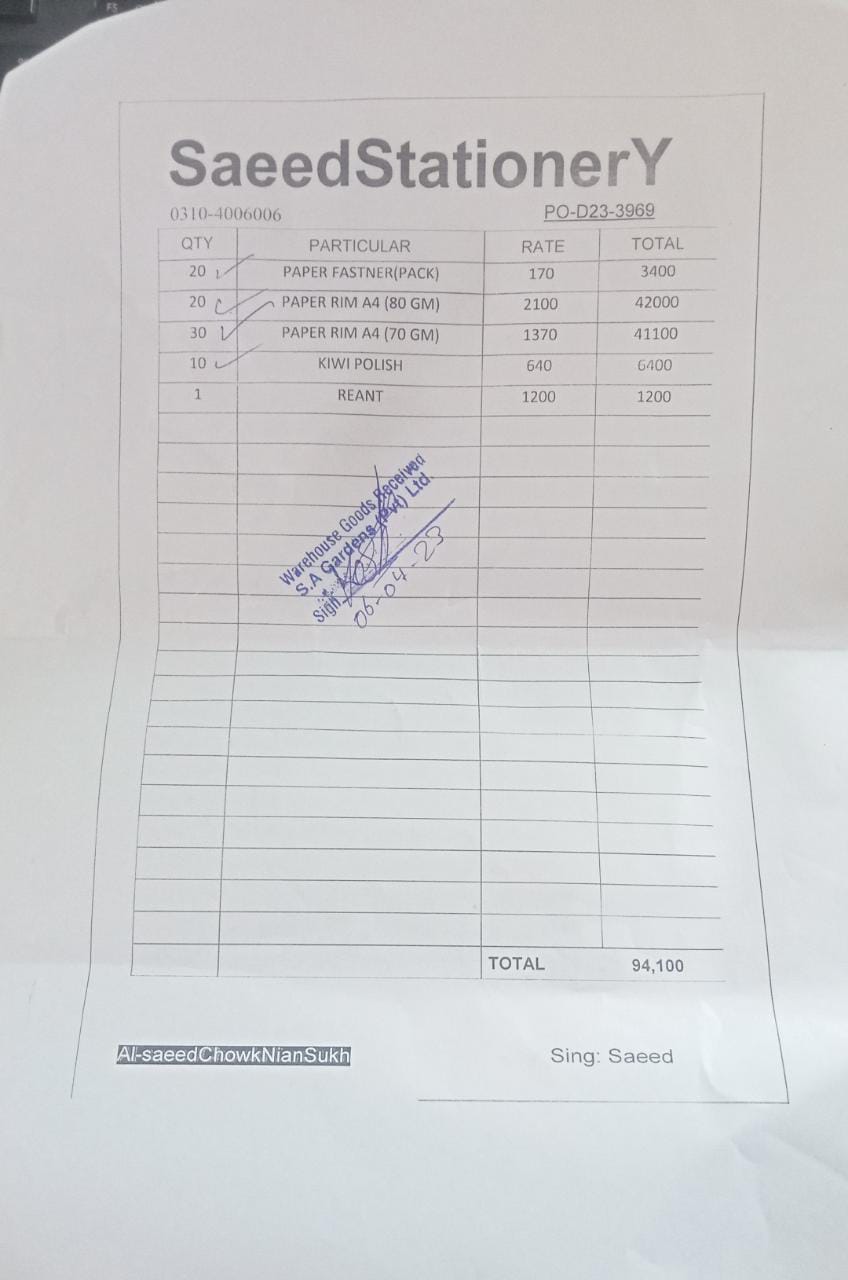 SaeedStationerY
0310-4006006 PO-D23-3969
QTY PARTICULAR RATE TOTAL
20 PAPER FASTNER(PACK) 170 3400
20 PAPER RIM A4 (80 GM) 2100 42000
30 PAPER RIM A4 (70 GM) 1370 41100
10 KIWI POLISH 640 6400
1 REANT 1200 1200
Warehouse Goods Received
S.A Gardens (Pvt) Ltd.
Sign
06-04-23
TOTAL 94,100
Al-saeedChowkNianSukh Sing: Saeed